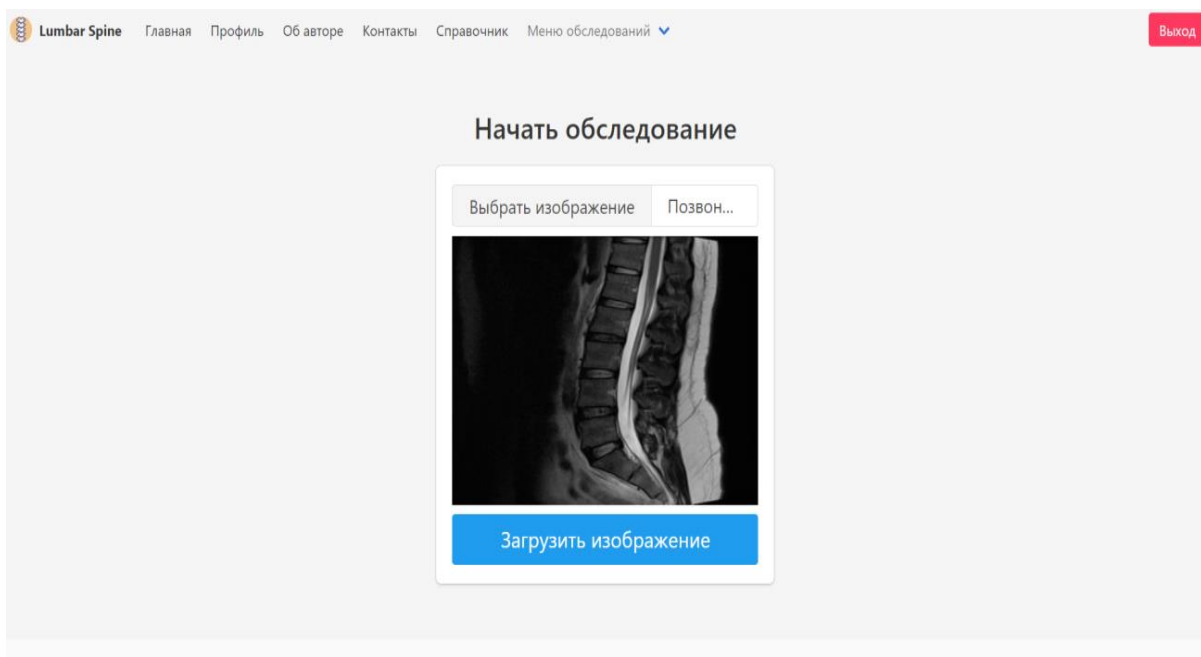 Lumbar Spine Главная Профиль Об авторе Контакты Справочник Меню обследований Выход
Начать обследование
Выбрать изображение Позвон...
Загрузить изображение